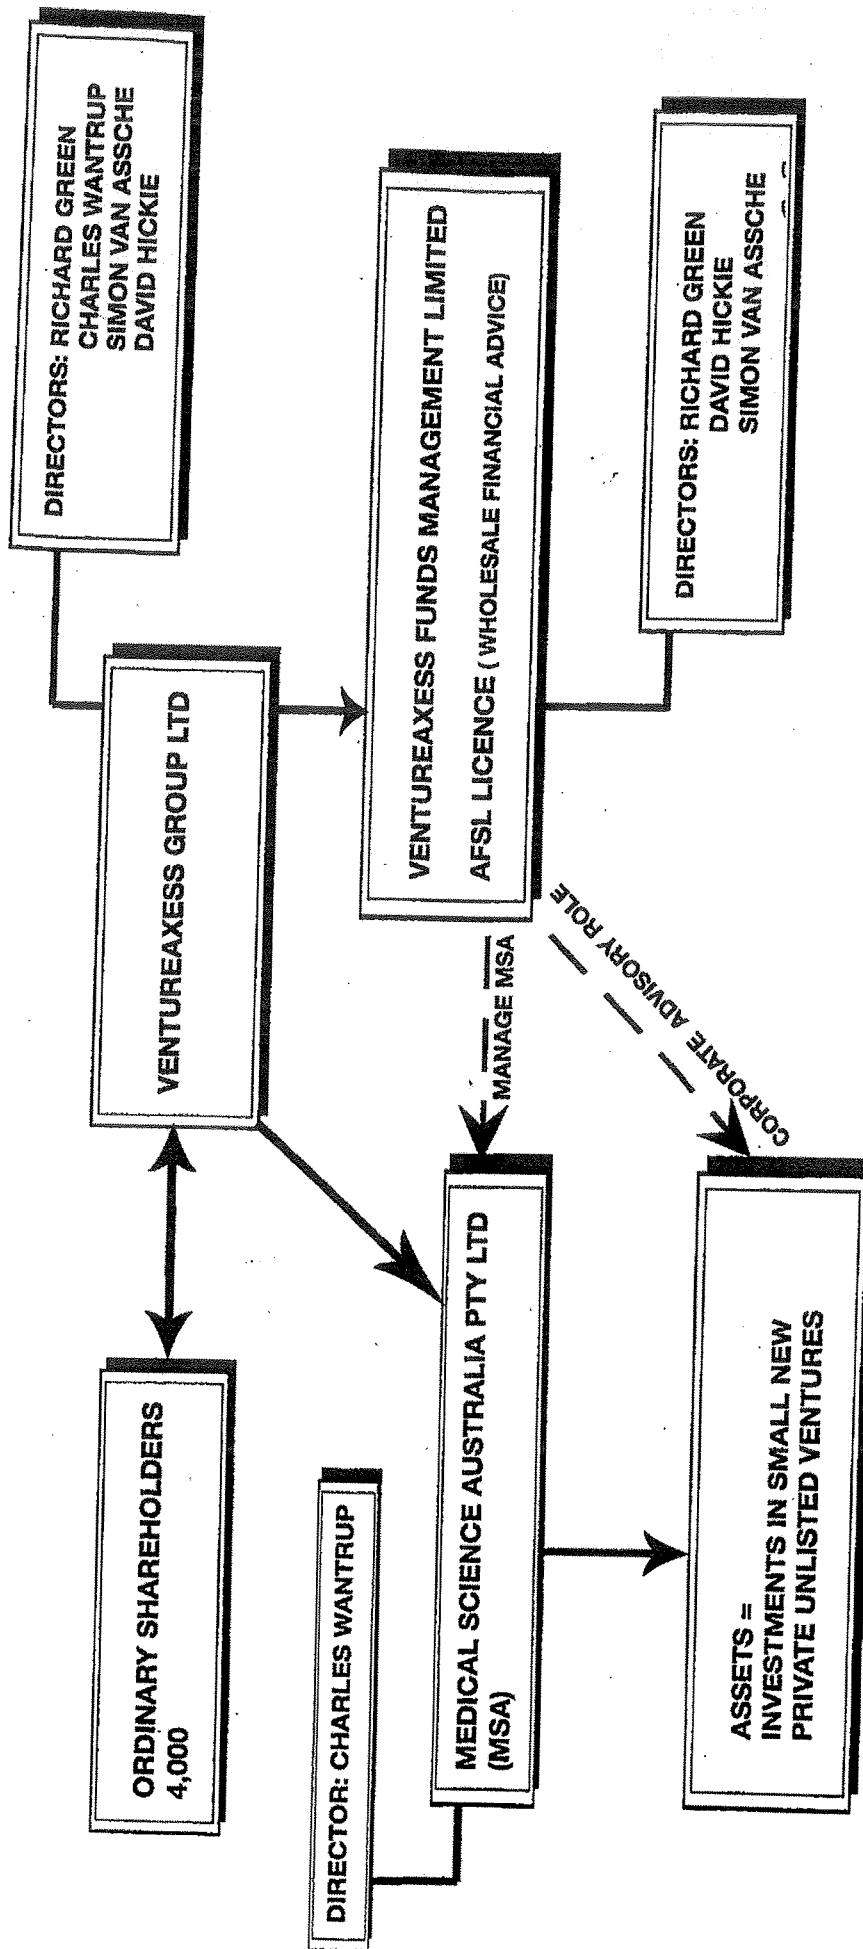 ORDINARY SHAREHOLDERS
4,000
VENTUREAXESS GROUP LTD
DIRECTORS: RICHARD GREEN
CHARLES WANTRUP
SIMON VAN ASSCHE
DAVID HICKIE
DIRECTOR: CHARLES WANTRUP
MEDICAL SCIENCE AUSTRALIA PTY LTD
(MSA)
MANAGE MSA
VENTUREAXESS FUNDS MANAGEMENT LIMITED
AFSL LICENCE ( WHOLESALE FINANCIAL ADVICE)
CORPORATE ADVISORY ROLE
ASSETS =
INVESTMENTS IN SMALL NEW
PRIVATE UNLISTED VENTURES
DIRECTORS: RICHARD GREEN
DAVID HICKIE
SIMON VAN ASSCHE